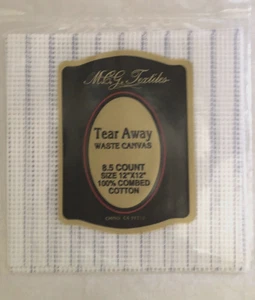 M.C.G. Textiles
Tear Away
WASTE CANVAS
8.5 COUNT
SIZE 12"X12"
100% COMBED
COTTON